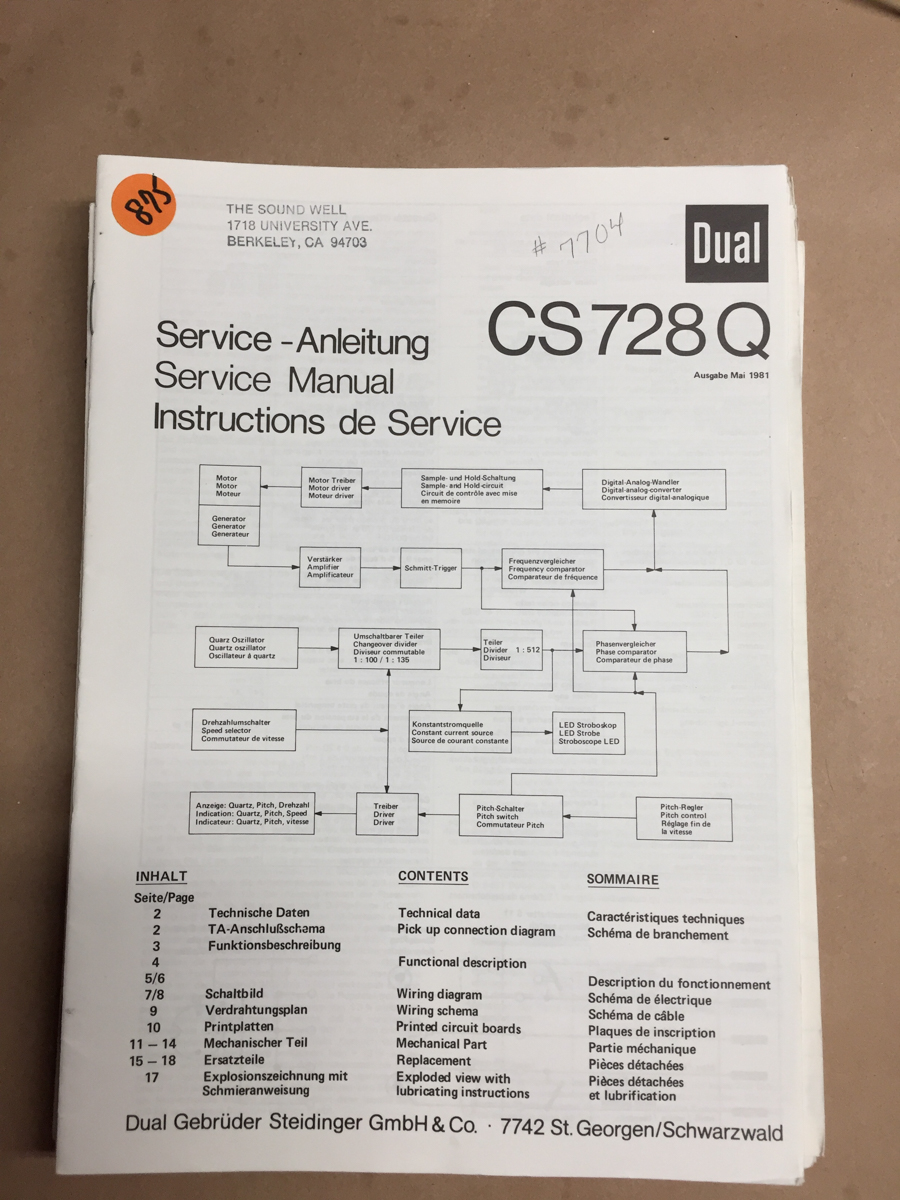 875
THE SOUND WELL
1718 UNIVERSITY AVE.
BERKELEY, CA 94703
# 7704
Dual
CS 728 Q
Ausgabe Mai 1981
Service - Anleitung
Service Manual
Instructions de Service
Motor
Motor
Moteur
Generator
Generator
Generateur
Motor Treiber
Motor driver
Moteur driver
Sample- und Hold-Schaltung
Sample- and Hold-circuit
Circuit de contrôle avec mise
en memoire
Digital-Analog-Wandler
Digital-analog-converter
Convertisseur digital-analogique
Verstärker
Amplifier
Amplificateur
Schmitt-Trigger
Frequenzvergleicher
Frequency comparator
Comparateur de fréquence
Quarz Oszillator
Quartz oszillator
Oscillateur à quartz
Umschaltbarer Teiler
Changeover divider
Diviseur commutable
1 : 100 / 1 : 135
Teiler
Divider 1 : 512
Diviseur
Phasenvergleicher
Phase comparator
Comparateur de phase
Drehzahlumschalter
Speed selector
Commutateur de vitesse
Konstantstromquelle
Constant current source
Source de courant constante
LED Stroboskop
LED Strobe
Stroboscope LED
Anzeige: Quartz, Pitch, Drehzahl
Indication: Quartz, Pitch, Speed
Indicateur: Quartz, Pitch, vitesse
Treiber
Driver
Driver
Pitch-Schalter
Pitch switch
Commutateur Pitch
Pitch-Regler
Pitch control
Réglage fin de
la vitesse
INHALT CONTENTS SOMMAIRE
Seite/Page
2 Technische Daten Technical data Caractéristiques techniques
2 TA-Anschlußschama Pick up connection diagram Schéma de branchement
3 Funktionsbeschreibung
4 Functional description
5/6 Description du fonctionnement
7/8 Schaltbild Wiring diagram Schéma de électrique
9 Verdrahtungsplan Wiring schema Schéma de câble
10 Printplatten Printed circuit boards Plaques de inscription
11 – 14 Mechanischer Teil Mechanical Part Partie méchanique
15 – 18 Ersatzteile Replacement Pièces détachées
17 Explosionszeichnung mit Exploded view with Pièces détachées
Schmieranweisung lubricating instructions et lubrification
Dual Gebrüder Steidinger GmbH & Co. · 7742 St. Georgen/Schwarzwald